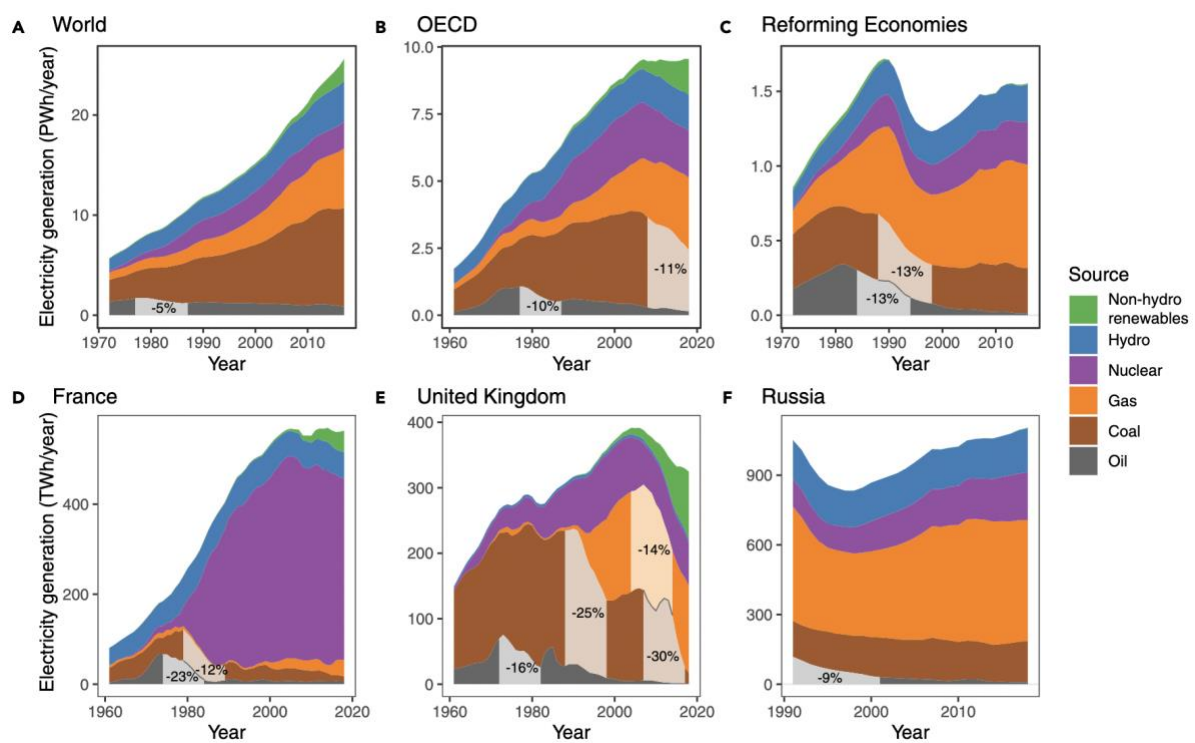 A World
B OECD
C Reforming Economies
Electricity generation (PWh/year)
20
10
0
-5%
1970 1980 1990 2000 2010
Year
10.0
7.5
5.0
2.5
0.0
-10%
-11%
1960 1980 2000 2020
Year
1.5
1.0
0.5
0.0
-13%
-13%
1970 1980 1990 2000 2010
Year
Source
Non-hydro
renewables
Hydro
Nuclear
Gas
Coal
Oil
D France
E United Kingdom
F Russia
Electricity generation (TWh/year)
400
200
0
-23%
-12%
1960 1980 2000 2020
Year
400
300
200
100
0
-16%
-25%
-14%
-30%
1960 1980 2000 2020
Year
900
600
300
0
-9%
1990 2000 2010
Year